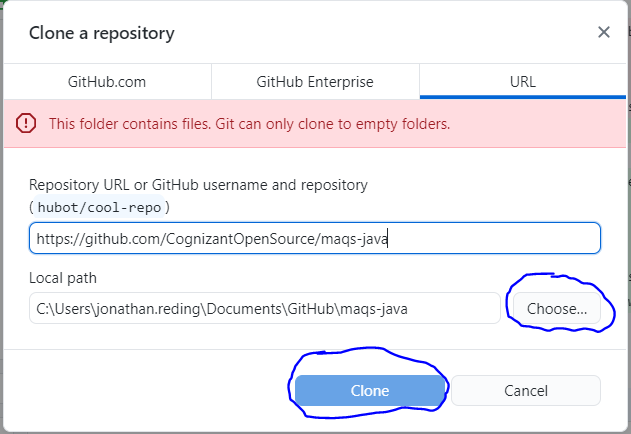 Clone a repository
GitHub.com GitHub Enterprise URL
This folder contains files. Git can only clone to empty folders.
Repository URL or GitHub username and repository
(hubot/cool-repo)
https://github.com/CognizantOpenSource/maqs-java
Local path
C:\Users\jonathan.reding\Documents\GitHub\maqs-java Choose...
Clone Cancel